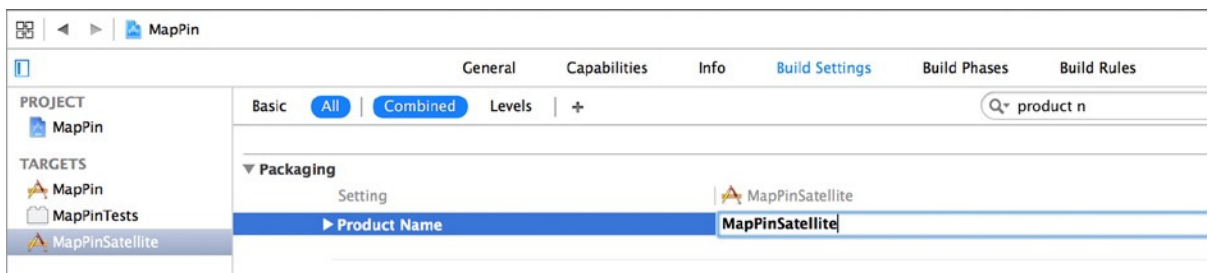 MapPin
General Capabilities Info Build Settings Build Phases Build Rules
PROJECT
MapPin
TARGETS
MapPin
MapPinTests
MapPinSatellite
Basic All Combined Levels + product n
Packaging
Setting MapPinSatellite
Product Name MapPinSatellite